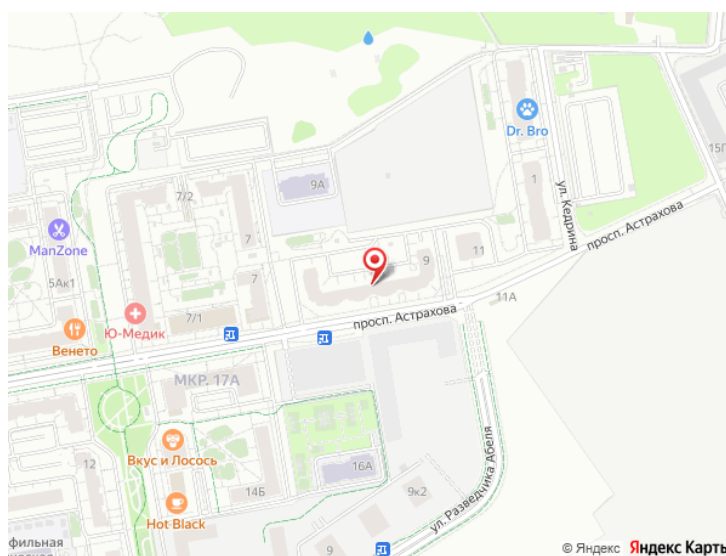 Dr. Bro
15Г
9А
7/2
1
ул. Кедрина
просп. Астрахова
ManZone
7
11
9
5Ак1
7
11А
Ю-Медик
7/1
просп. Астрахова
Венето
МКР. 17А
Вкус и Лосось
12
16А
ул. Разведчика Абеля
14Б
9к2
Hot Black
фильная
9
© Яндекс Яндекс Карты